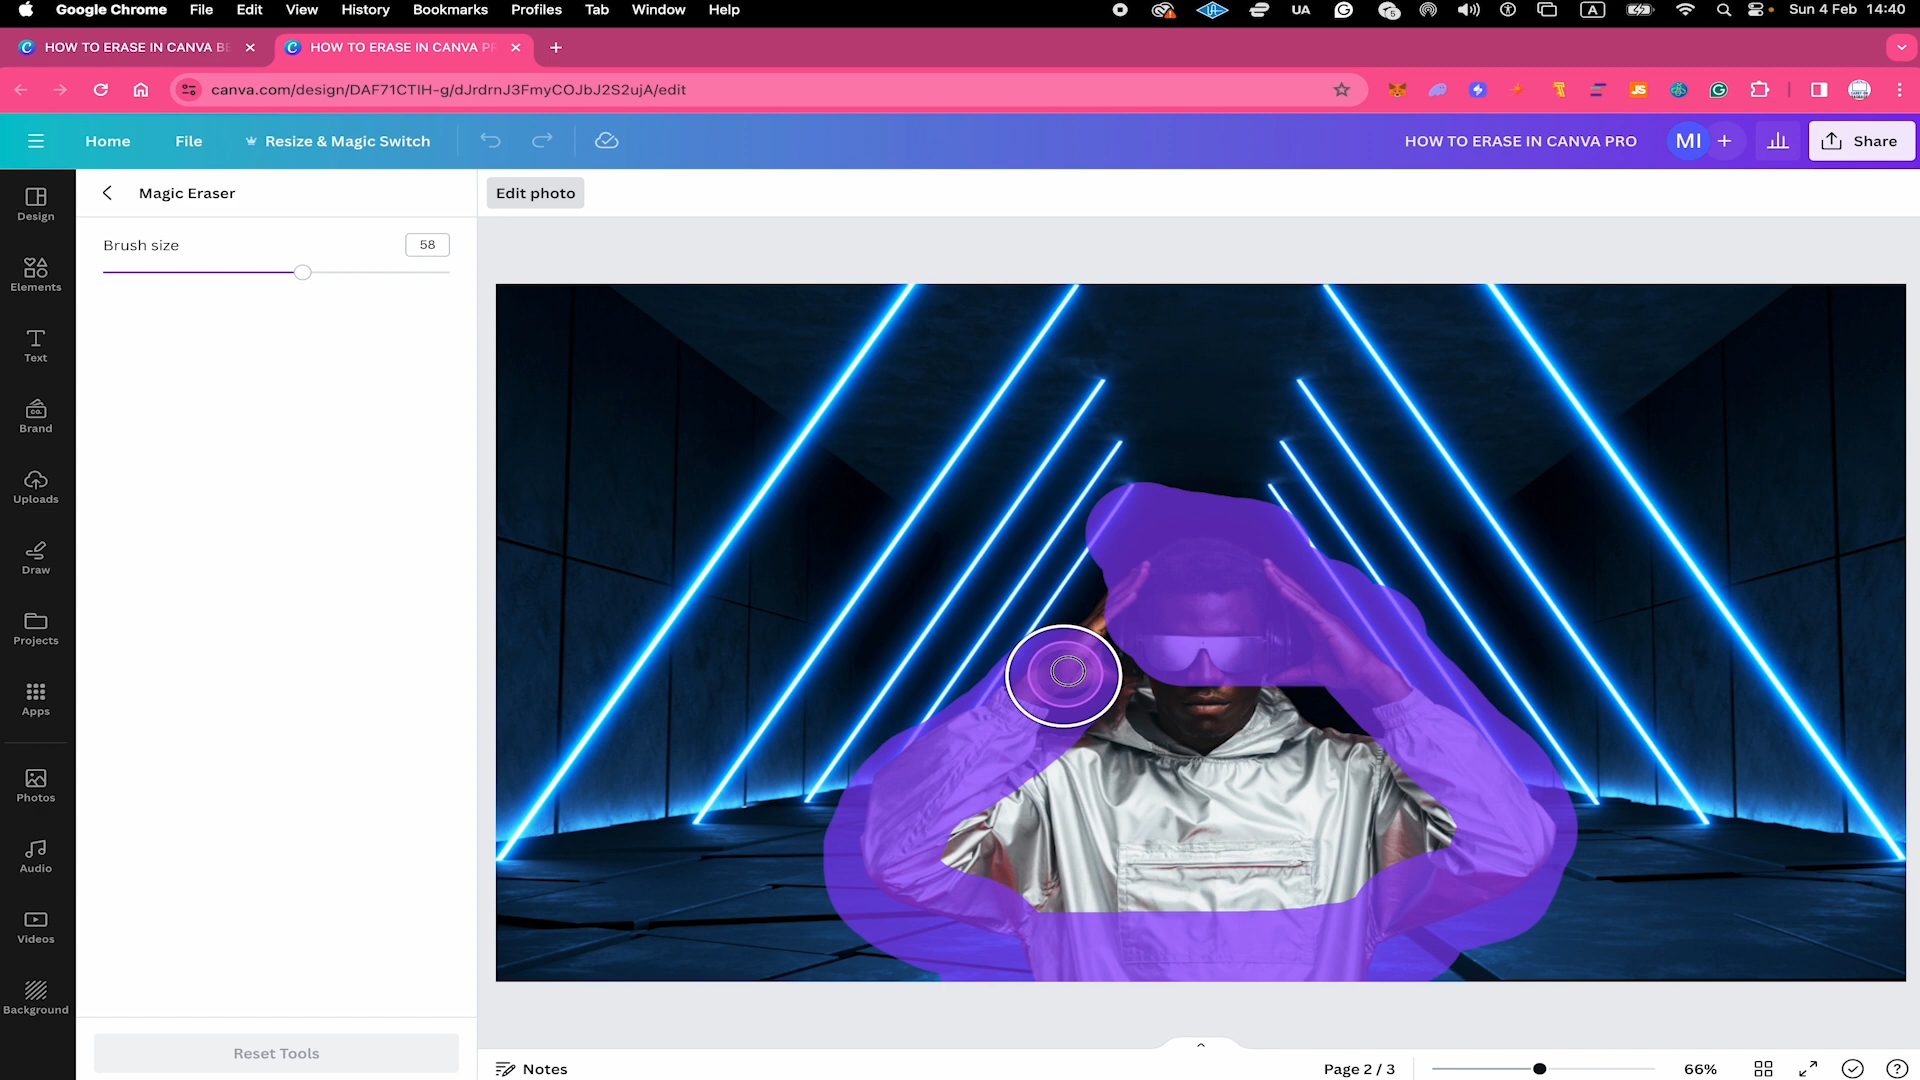 Google Chrome File Edit View History Bookmarks Profiles Tab Window Help UA A 5 Sun 4 Feb 14:40
HOW TO ERASE IN CANVA BE HOW TO ERASE IN CANVA PR
canva.com/design/DAF71CTIH-g/dJrdrnJ3FmyCOJbJ2S2ujA/edit JS
Home File Resize & Magic Switch HOW TO ERASE IN CANVA PRO MI + Share
Design
Elements
Text
Brand
Uploads
Draw
Projects
Apps
Photos
Audio
Videos
Background
Magic Eraser
Brush size 58
Reset Tools
Edit photo
Notes Page 2 / 3 66%